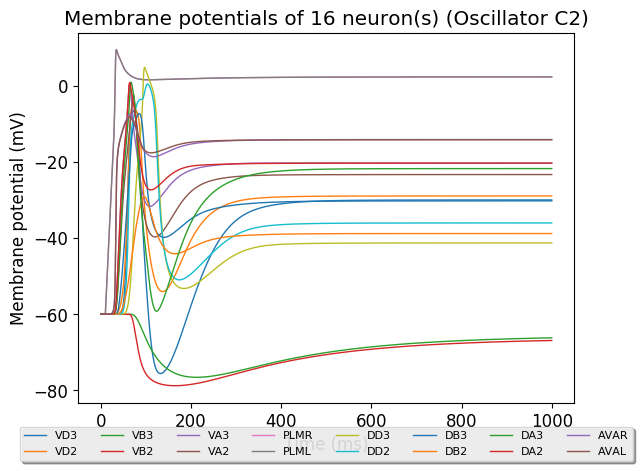 Membrane potentials of 16 neuron(s) (Oscillator C2)
Membrane potential (mV)
0
−20
−40
−60
−80
0 200 400 600 800 1000
Time (ms)
VD3 VB3 VA3 PLMR DD3 DB3 DA3 AVAR
VD2 VB2 VA2 PLML DD2 DB2 DA2 AVAL